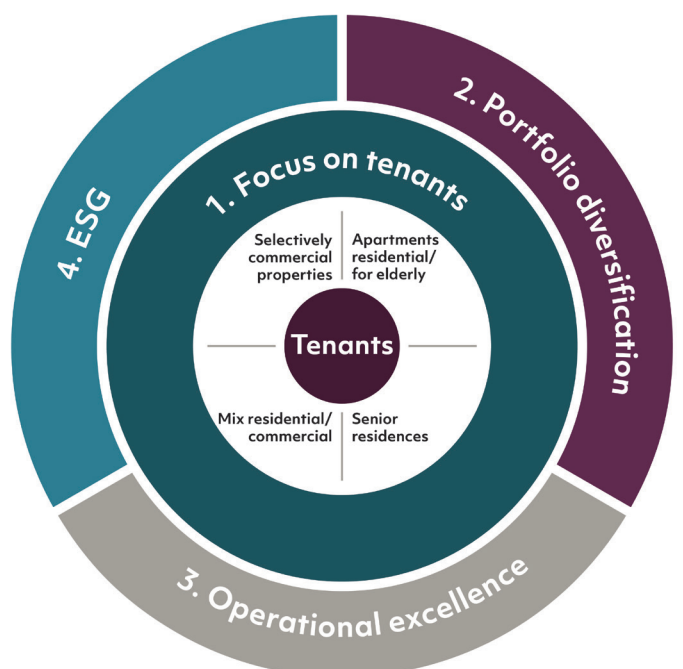 1. Focus on tenants
2. Portfolio diversification
3. Operational excellence
4. ESG
Selectively
commercial
properties
Apartments
residential/
for elderly
Tenants
Mix residential/
commercial
Senior
residences